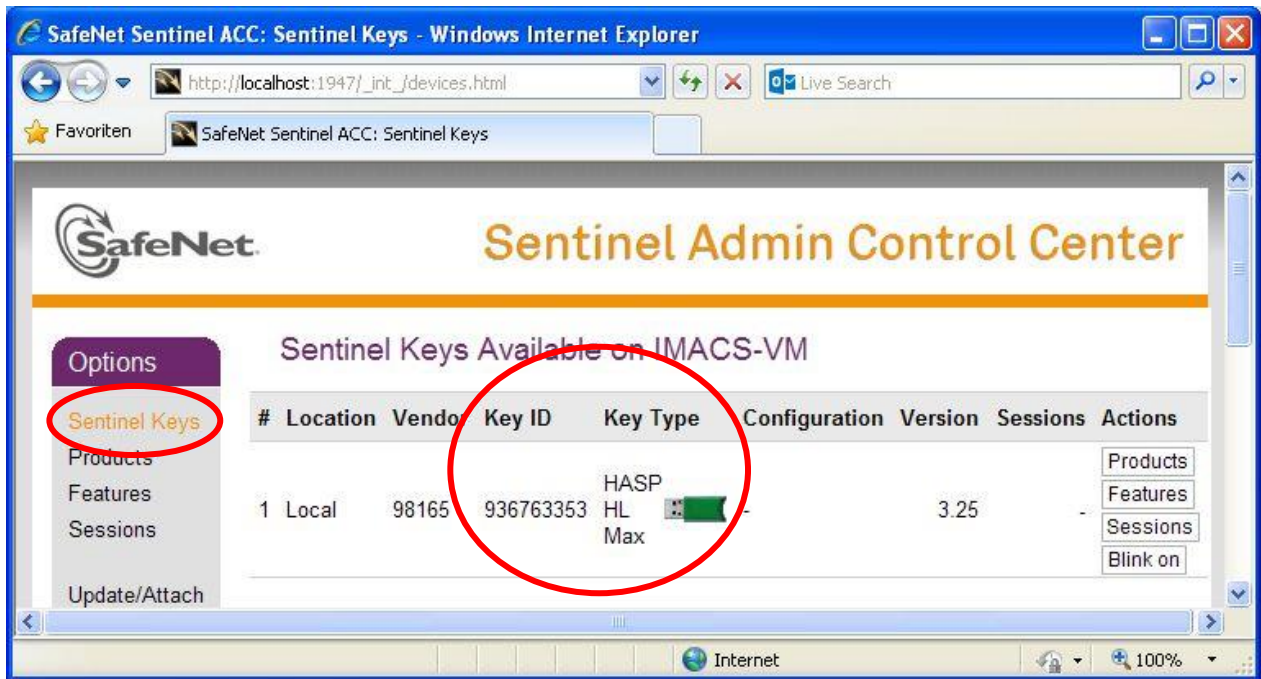 SafeNet Sentinel ACC: Sentinel Keys - Windows Internet Explorer
http://localhost:1947/_int_/devices.html
Live Search
Favoriten
SafeNet Sentinel ACC: Sentinel Keys
SafeNet.
Sentinel Admin Control Center
Options
Sentinel Keys Available on IMACS-VM
Sentinel Keys
# Location Vendor Key ID Key Type Configuration Version Sessions Actions
Products
Features
Sessions
Update/Attach
1 Local 98165 936763353 HASP HL Max - 3.25 -
Products
Features
Sessions
Blink on
Internet
100%